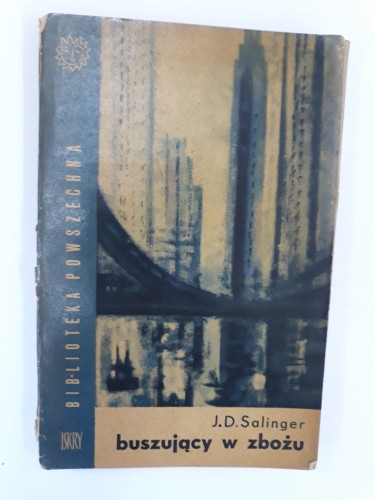 BIBLIOTEKA POWSZECHNA
J.D. Salinger
buszujący w zbożu
ISKRY